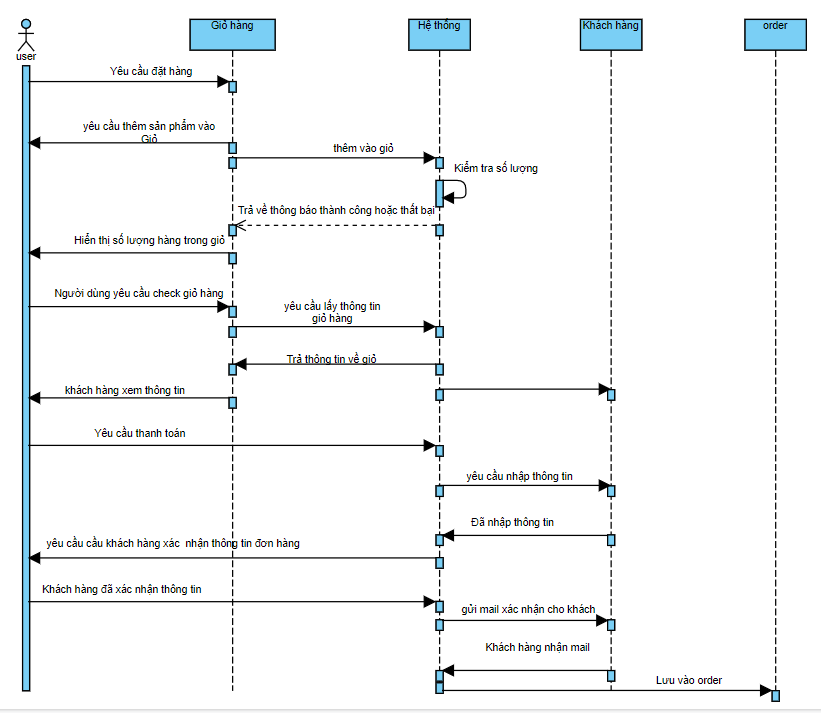 Giỏ hàng
Hệ thống
Khách hàng
order
user
Yêu cầu đặt hàng
yêu cầu thêm sản phẩm vào
Giỏ
thêm vào giỏ
Kiểm tra số lượng
Trả về thông báo thành công hoặc thất bại
Hiển thị số lượng hàng trong giỏ
Người dùng yêu cầu check giỏ hàng
yêu cầu lấy thông tin
giỏ hàng
Trả thông tin về giỏ
khách hàng xem thông tin
Yêu cầu thanh toán
yêu cầu nhập thông tin
Đã nhập thông tin
yêu cầu cầu khách hàng xác nhận thông tin đơn hàng
Khách hàng đã xác nhận thông tin
gửi mail xác nhận cho khách
Khách hàng nhận mail
Lưu vào order